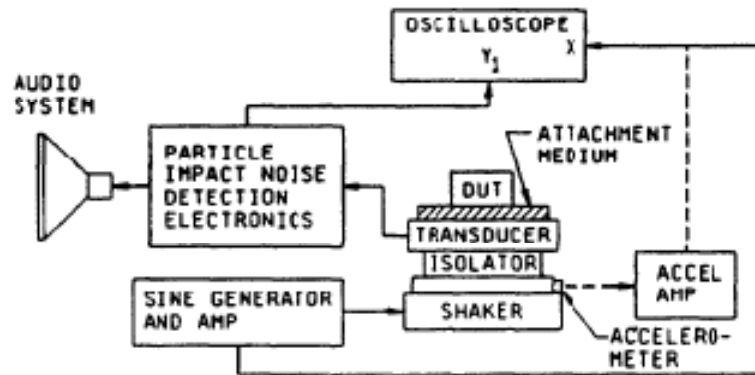 OSCILLOSCOPE
Y1
X
AUDIO
SYSTEM
PARTICLE
IMPACT NOISE
DETECTION
ELECTRONICS
ATTACHMENT
MEDIUM
DUT
TRANSDUCER
ISOLATOR
SHAKER
SINE GENERATOR
AND AMP
ACCEL
AMP
ACCELERO-
METER